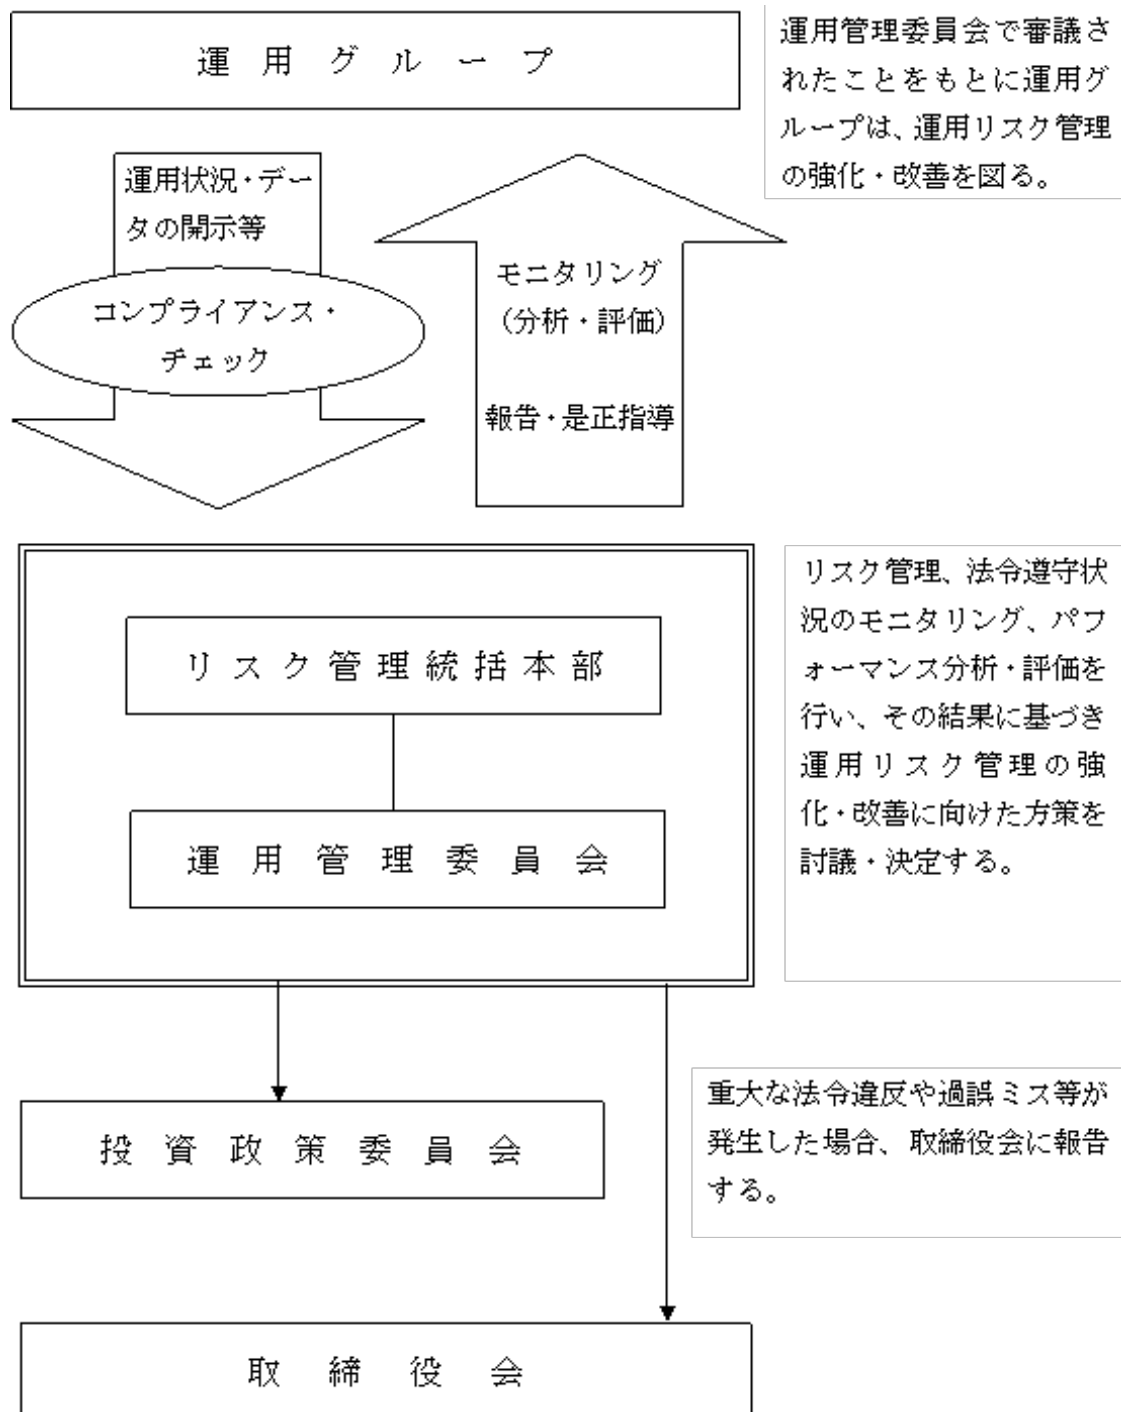 運用グループ
運用管理委員会で審議さ
れたことをもとに運用グ
ループは、運用リスク管理
の強化・改善を図る。
運用状況・デー
タの開示等
コンプライアンス・
チェック
モニタリング
（分析・評価）
報告・是正指導
リスク管理統括本部
運用管理委員会
リスク管理、法令遵守状
況のモニタリング、パフ
ォーマンス分析・評価を
行い、その結果に基づき
運用リスク管理の強
化・改善に向けた方策を
討議・決定する。
投資政策委員会
重大な法令違反や過誤ミス等が
発生した場合、取締役会に報告
する。
取締役会